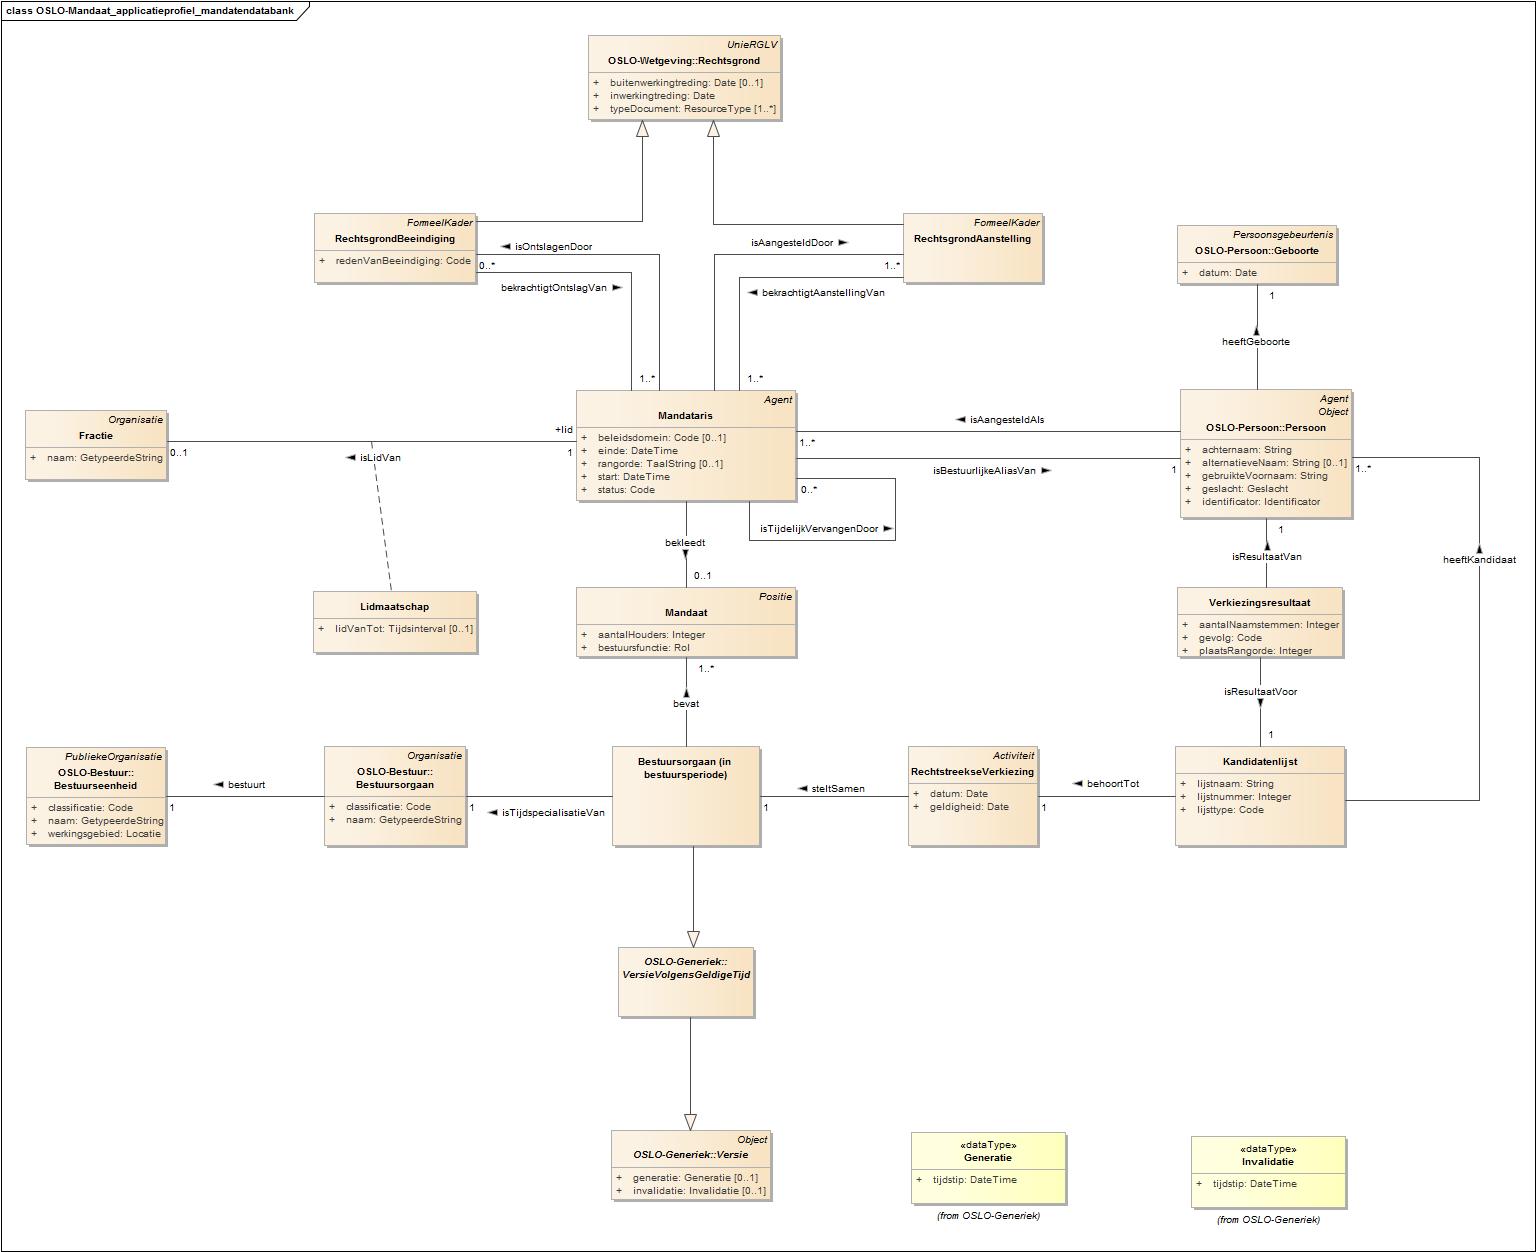 class OSLO-Mandaat_applicatieprofiel_mandatendatabank
UnieRGLV
OSLO-Wetgeving::Rechtsgrond
+ buitenwerkingtreding: Date [0..1]
+ inwerkingtreding: Date
+ typeDocument: ResourceType [1..*]
FormeelKader
RechtsgrondBeeindiging
+ redenVanBeeindiging: Code
isOntslagenDoor
0..*
bekrachtigtOntslagVan
1..*
isAangesteldDoor
1..*
bekrachtigtAanstellingVan
1..*
FormeelKader
RechtsgrondAanstelling
Persoonsgebeurtenis
OSLO-Persoon::Geboorte
+ datum: Date
1
heeftGeboorte
Organisatie
Fractie
+ naam: GetypeerdeString
0..1
isLidVan
+lid
1
Agent
Mandataris
+ beleidsdomein: Code [0..1]
+ einde: DateTime
+ rangorde: TaalString [0..1]
+ start: DateTime
+ status: Code
isAangesteldAls
1..*
isBestuurlijkeAliasVan
1
0..*
isTijdelijkVervangenDoor
Agent
Object
OSLO-Persoon::Persoon
+ achternaam: String
+ alternatieveNaam: String [0..1]
+ gebruikteVoornaam: String
+ geslacht: Geslacht
+ identificator: Identificator
1..*
heeftKandidaat
1
isResultaatVan
bekleedt
0..1
Lidmaatschap
+ lidVanTot: Tijdsinterval [0..1]
Positie
Mandaat
+ aantalHouders: Integer
+ bestuursfunctie: Rol
1..*
bevat
Verkiezingsresultaat
+ aantalNaamstemmen: Integer
+ gevolg: Code
+ plaatsRangorde: Integer
isResultaatVoor
1
PubliekeOrganisatie
OSLO-Bestuur::
Bestuurseenheid
+ classificatie: Code
+ naam: GetypeerdeString
+ werkingsgebied: Locatie
bestuurt
1
Organisatie
OSLO-Bestuur::
Bestuursorgaan
+ classificatie: Code
+ naam: GetypeerdeString
1
isTijdspecialisatieVan
Bestuursorgaan (in
bestuursperiode)
steltSamen
1
Activiteit
RechtstreekseVerkiezing
+ datum: Date
+ geldigheid: Date
behoortTot
1
Kandidatenlijst
+ lijstnaam: String
+ lijstnummer: Integer
+ lijsttype: Code
OSLO-Generiek::
VersieVolgensGeldigeTijd
Object
OSLO-Generiek::Versie
+ generatie: Generatie [0..1]
+ invalidatie: Invalidatie [0..1]
«dataType»
Generatie
+ tijdstip: DateTime
(from OSLO-Generiek)
«dataType»
Invalidatie
+ tijdstip: DateTime
(from OSLO-Generiek)